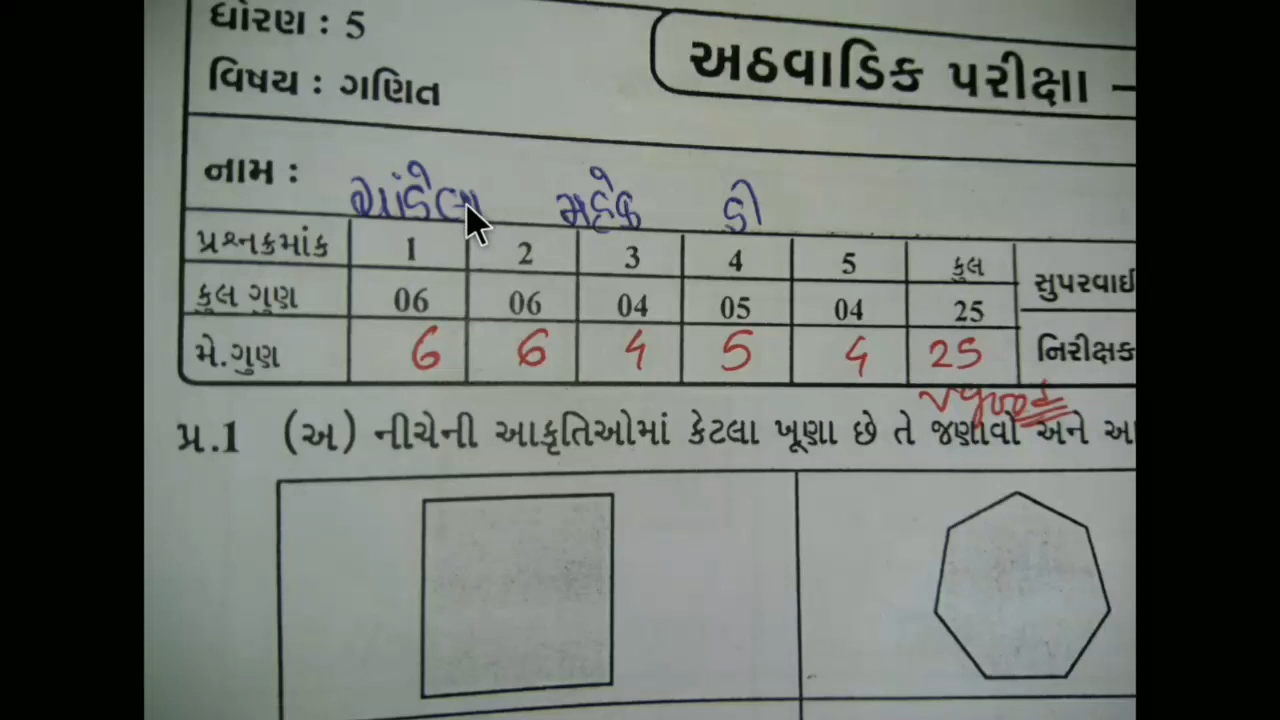 ધોરણ : 5
અઠવાડિક પરીક્ષા –
વિષય : ગણિત
નામ : મહેક ડી
પ્રશ્નક્રમાંક 1 2 3 4 5 કુલ સુપરવાઈ
કુલ ગુણ 06 06 04 05 04 25
મે.ગુણ 6 6 4 5 4 25 નિરીક્ષક
પ્ર.1 (અ) નીચેની આકૃતિઓમાં કેટલા ખૂણા છે તે જણાવો અને આ